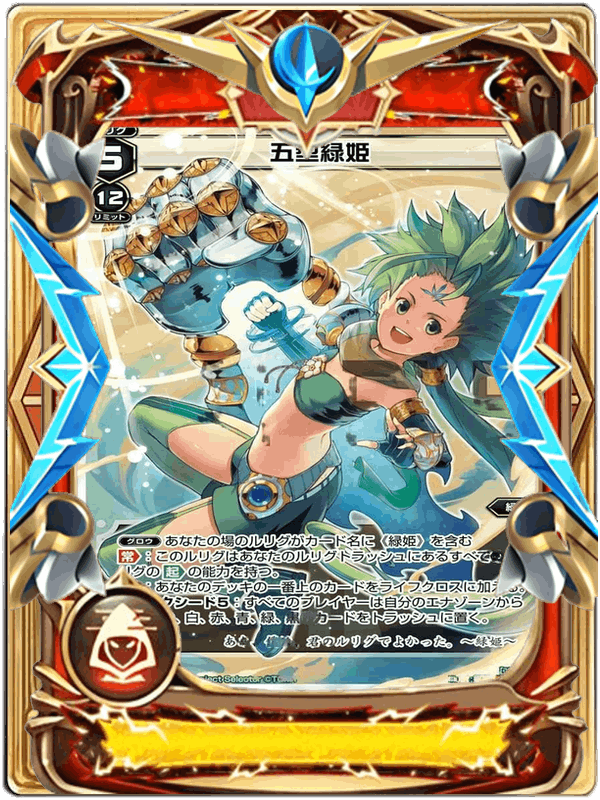 5
五型緑姫
12
リミット
グロウ あなたの場のルリグがカード名に《緑姫》を含む
常：このルリグはあなたのルリグトラッシュにあるすべて
グの 起 の能力を持つ。
：あなたのデッキの一番上のカードをライフクロスに加え
シード5：すべてのプレイヤーは自分のエナゾーンから
、白、赤、青、緑、黒 カードをトラッシュに置く。
君のルリグでよかった。～緑姫～
ject Selector ©T